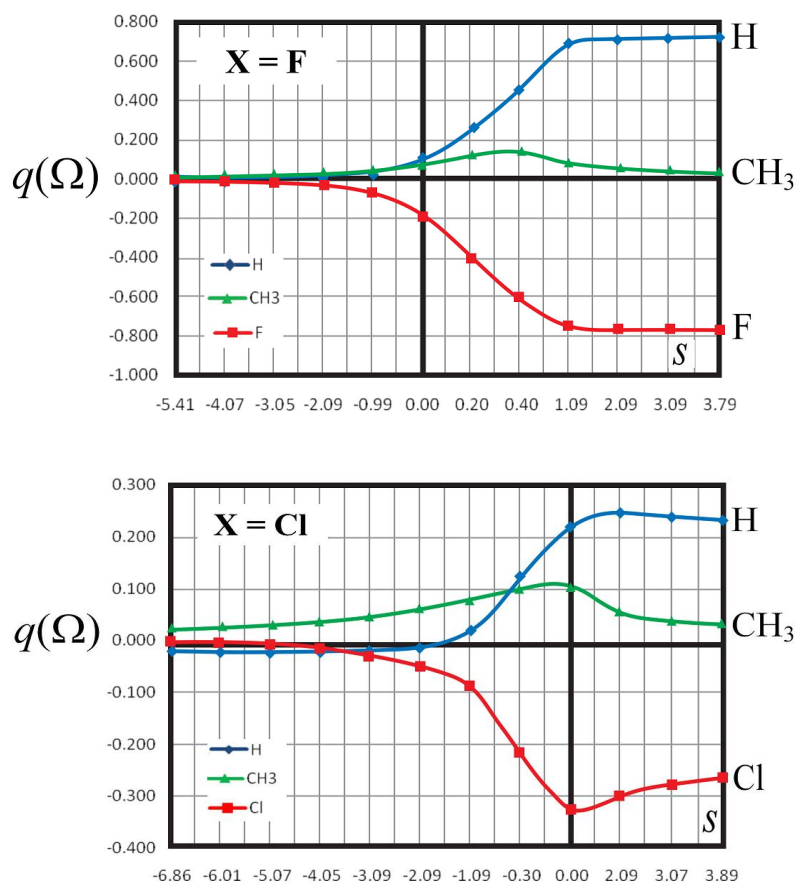 0.800
H
X = F
0.600
0.400
0.200
q(Ω)
0.000
CH3
-0.200
-0.400
H
CH3
-0.600
F
F
-0.800
s
-1.000
-5.41 -4.07 -3.05 -2.09 -0.99 0.00 0.20 0.40 1.09 2.09 3.09 3.79
0.300
X = Cl
H
0.200
0.100
q(Ω)
0.000
CH3
-0.100
-0.200
H
CH3
Cl
Cl
-0.300
s
-0.400
-6.86 -6.01 -5.07 -4.05 -3.09 -2.09 -1.09 -0.30 0.00 2.09 3.07 3.89